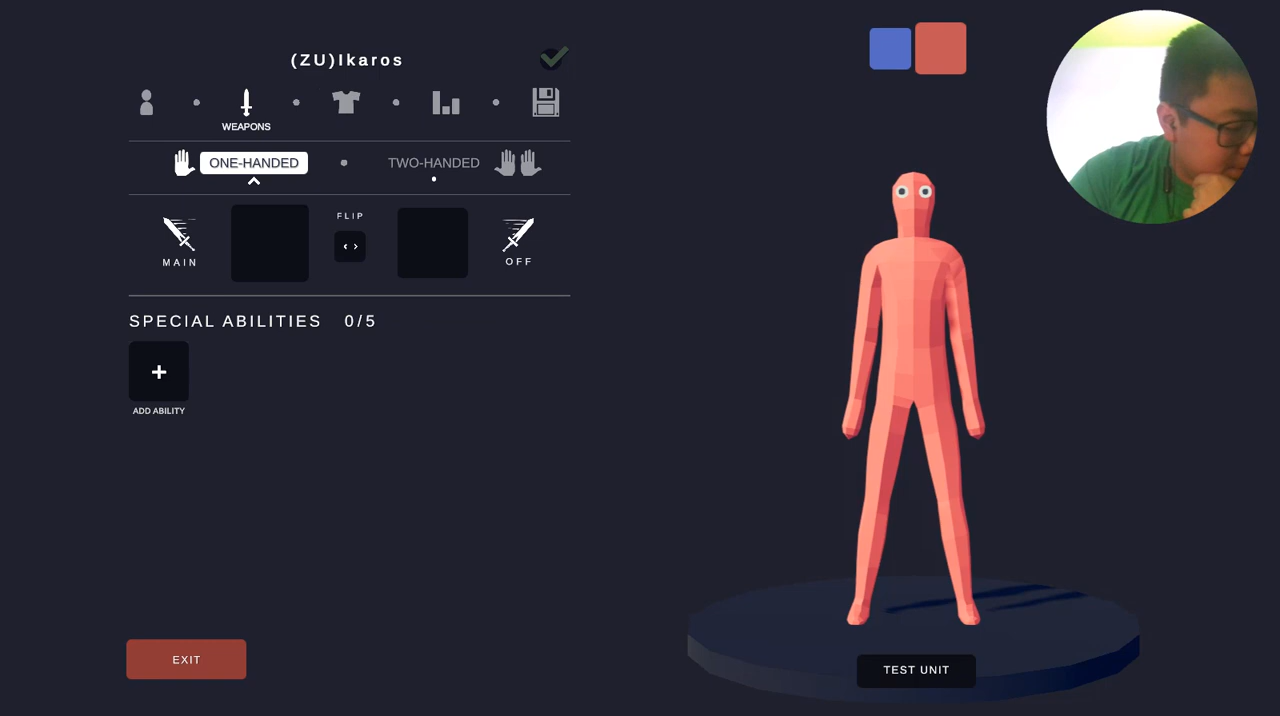 (ZU)Ikaros
WEAPONS
ONE-HANDED
TWO-HANDED
FLIP
MAIN
OFF
SPECIAL ABILITIES 0/5
+
ADD ABILITY
EXIT
TEST UNIT